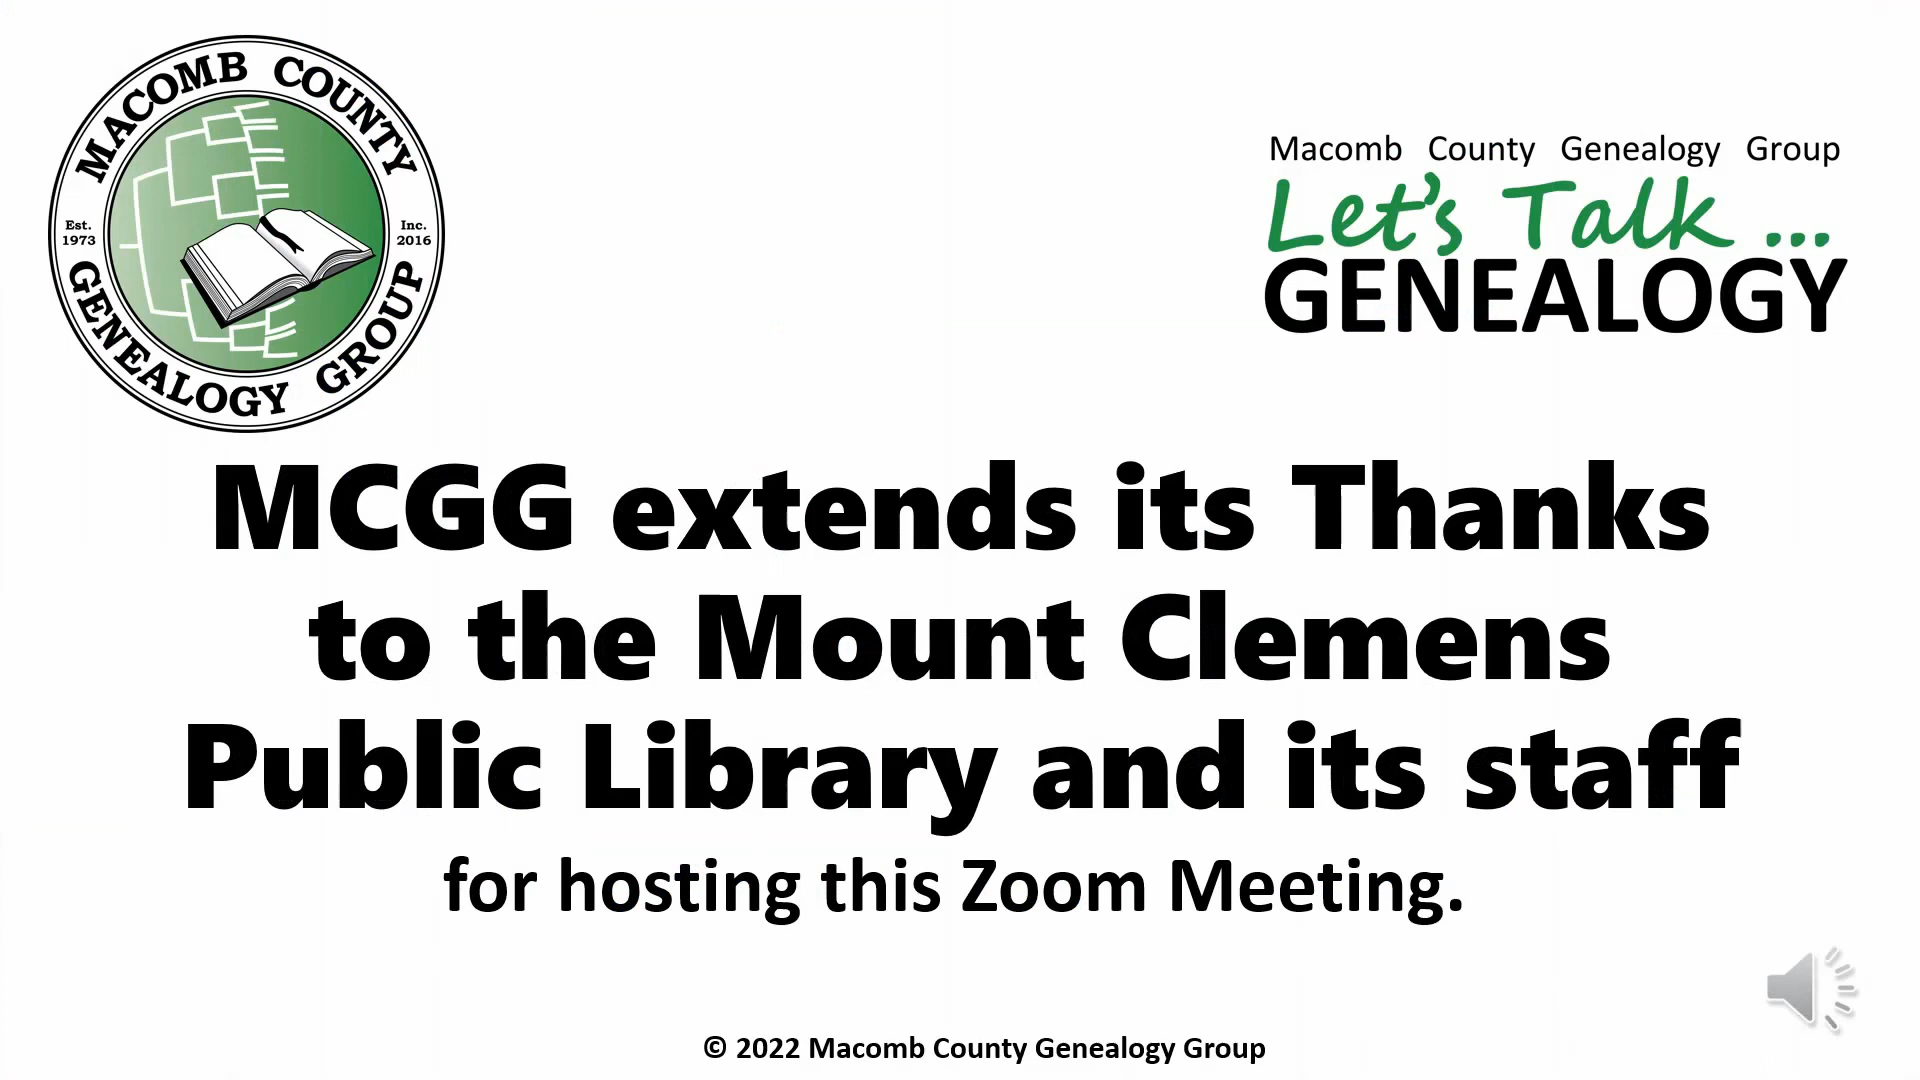 MACOMB COUNTY
Est.
1973
Inc.
2016
GENEALOGY GROUP
Macomb County Genealogy Group
Let's Talk ...
GENEALOGY
MCGG extends its Thanks
to the Mount Clemens
Public Library and its staff
for hosting this Zoom Meeting.
© 2022 Macomb County Genealogy Group